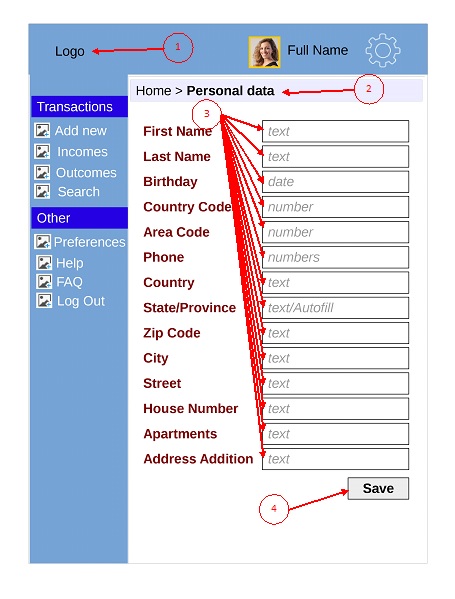 Logo
1
Full Name
Home > Personal data
2
Transactions
Add new
Incomes
Outcomes
Search
Other
Preferences
Help
FAQ
Log Out
3
First Name text
Last Name text
Birthday date
Country Code number
Area Code number
Phone numbers
Country text
State/Province text/Autofill
Zip Code text
City text
Street text
House Number text
Apartments text
Address Addition text
Save
4